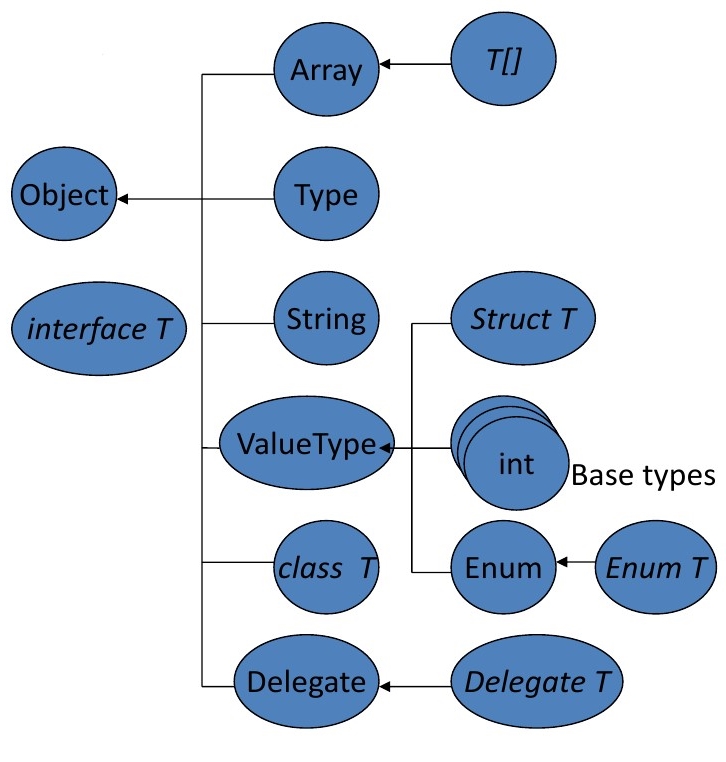 Array
T[]
Object
Type
interface T
String
Struct T
ValueType
int
Base types
class T
Enum
Enum T
Delegate
Delegate T